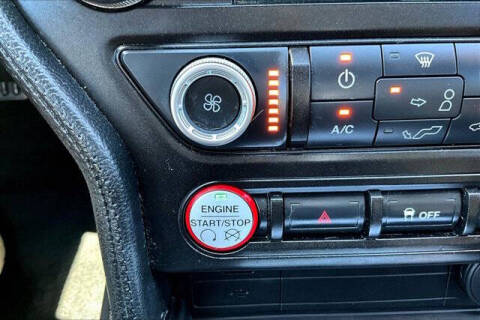 A/C
ENGINE
START/STOP
OFF